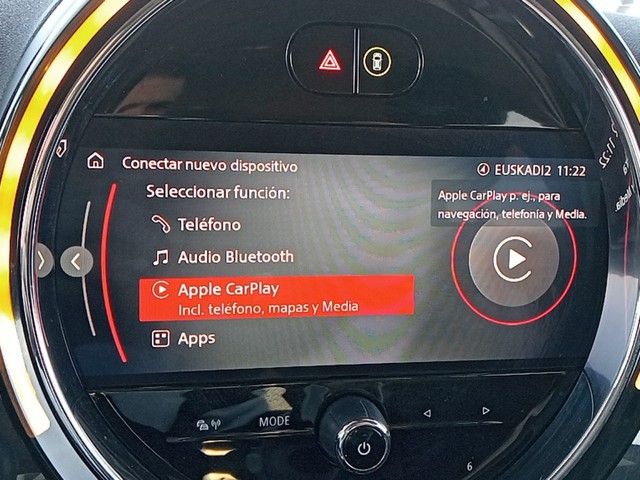 Conectar nuevo dispositivo
EUSKADI2 11:22
Seleccionar función:
Teléfono
Audio Bluetooth
Apple CarPlay
Incl. teléfono, mapas y Media
Apps
Apple CarPlay p. ej., para
navegación, telefonía y Media.
MODE
6